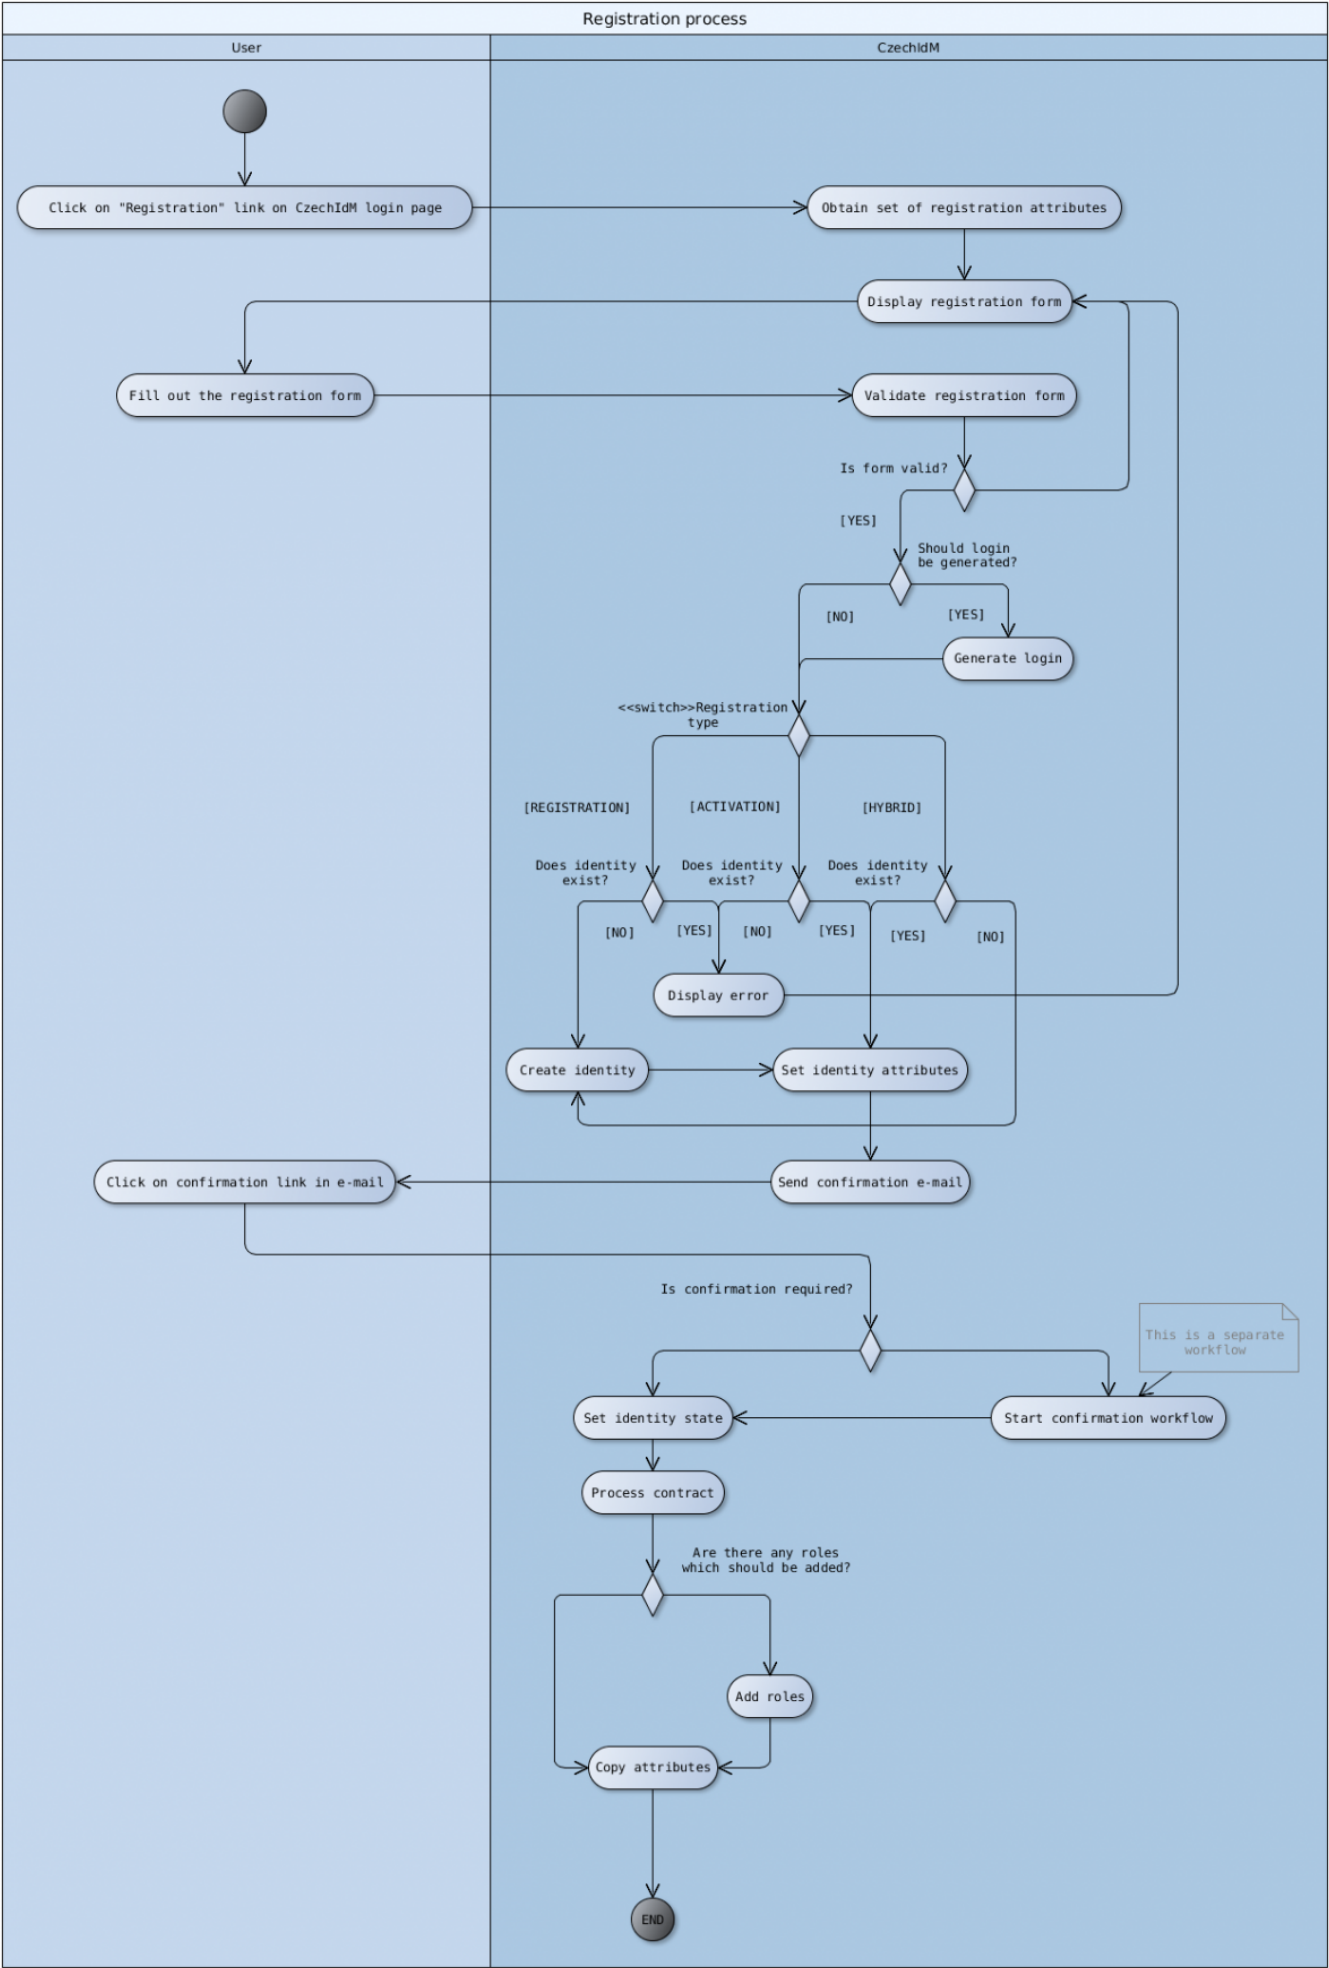 Registration process
User
CzechIdM
Click on "Registration" link on CzechIdM login page
Obtain set of registration attributes
Display registration form
Fill out the registration form
Validate registration form
Is form valid?
[YES]
Should login
be generated?
[NO]
[YES]
Generate login
<<switch>>Registration
type
[REGISTRATION]
[ACTIVATION]
[HYBRID]
Does identity
exist?
Does identity
exist?
Does identity
exist?
[NO]
[YES]
[NO]
[YES]
[YES]
[NO]
Display error
Create identity
Set identity attributes
Click on confirmation link in e-mail
Send confirmation e-mail
Is confirmation required?
This is a separate
workflow
Set identity state
Start confirmation workflow
Process contract
Are there any roles
which should be added?
Add roles
Copy attributes
END